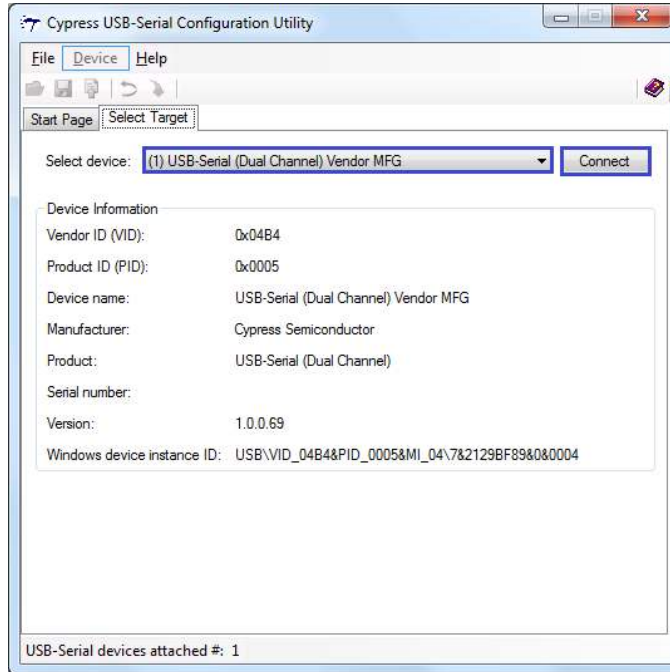 Cypress USB-Serial Configuration Utility
File Device Help
Start Page Select Target
Select device: (1) USB-Serial (Dual Channel) Vendor MFG Connect
Device Information
Vendor ID (VID): 0x04B4
Product ID (PID): 0x0005
Device name: USB-Serial (Dual Channel) Vendor MFG
Manufacturer: Cypress Semiconductor
Product: USB-Serial (Dual Channel)
Serial number:
Version: 1.0.0.69
Windows device instance ID: USB\VID_04B4&PID_0005&MI_04\7&2129BF89&0&0004
USB-Serial devices attached #: 1